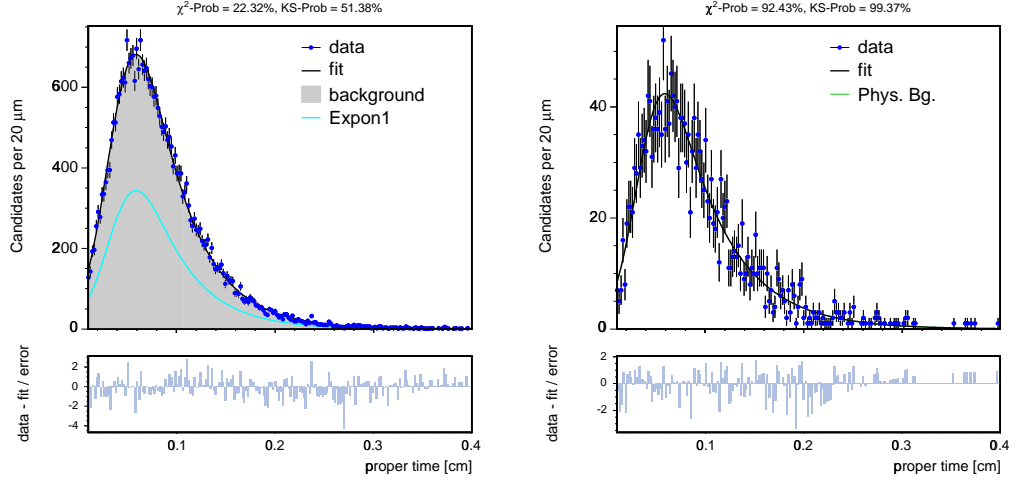 χ²-Prob = 22.32%, KS-Prob = 51.38%
Candidates per 20 μm
600
400
200
0
data
fit
background
Expon1
data - fit / error
2
0
-2
-4
0.1
0.2
0.3
0.4
proper time [cm]
χ²-Prob = 92.43%, KS-Prob = 99.37%
Candidates per 20 μm
40
20
0
data
fit
Phys. Bg.
data - fit / error
2
0
-2
0.1
0.2
0.3
0.4
proper time [cm]